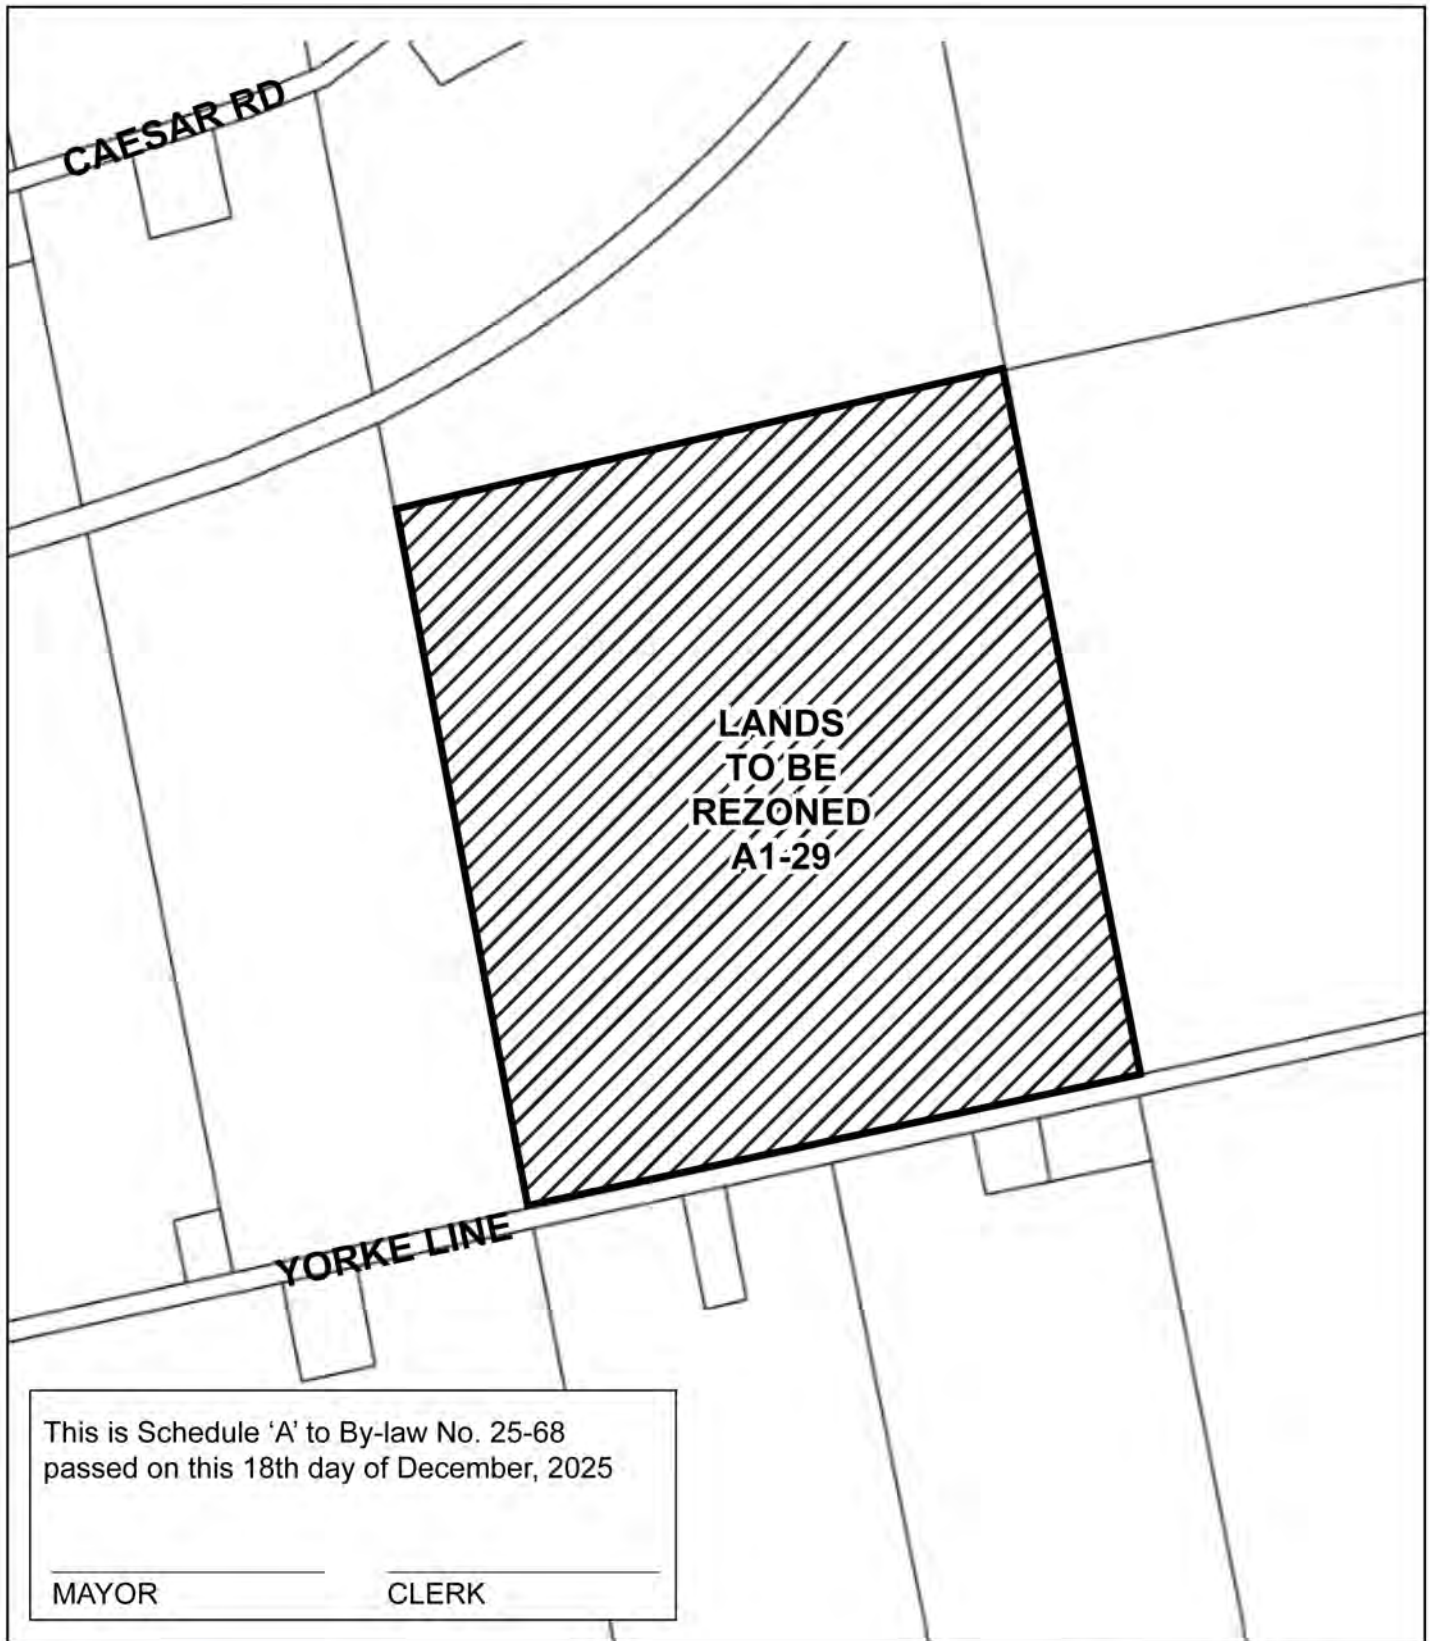 CAESAR RD
LANDS
TO BE
REZONED
A1-29
YORKE LINE
This is Schedule ‘A’ to By-law No. 25-68
passed on this 18th day of December, 2025
MAYOR CLERK